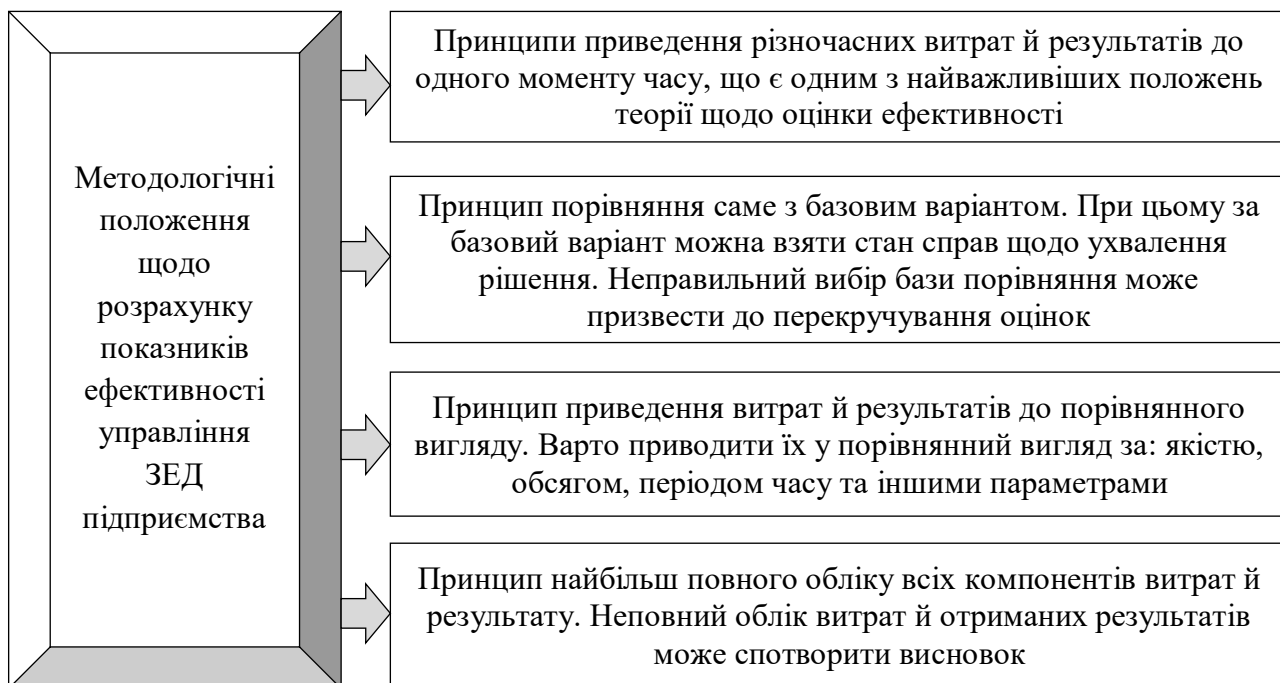 Методологічні
положення
щодо
розрахунку
показників
ефективності
управління
ЗЕД
підприємства
Принципи приведення різночасних витрат й результатів до
одного моменту часу, що є одним з найважливіших положень
теорії щодо оцінки ефективності
Принцип порівняння саме з базовим варіантом. При цьому за
базовий варіант можна взяти стан справ щодо ухвалення
рішення. Неправильний вибір бази порівняння може
призвести до перекручування оцінок
Принцип приведення витрат й результатів до порівнянного
вигляду. Варто приводити їх у порівнянний вигляд за: якістю,
обсягом, періодом часу та іншими параметрами
Принцип найбільш повного обліку всіх компонентів витрат й
результату. Неповний облік витрат й отриманих результатів
може спотворити висновок